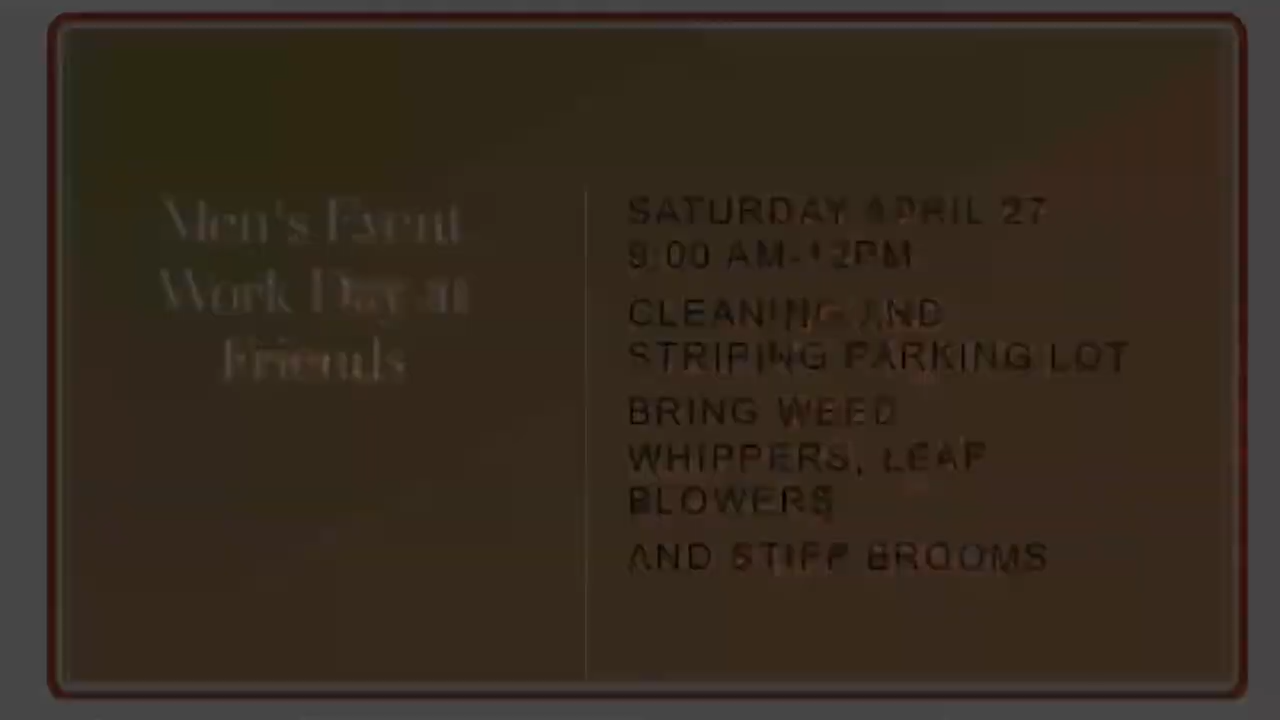 Men's Event
Work Day at
Friends
SATURDAY APRIL 27
9:00 AM-12PM
CLEANING AND
STRIPING PARKING LOT
BRING WEED
WHIPPERS, LEAF
BLOWERS
AND STIFF BROOMS